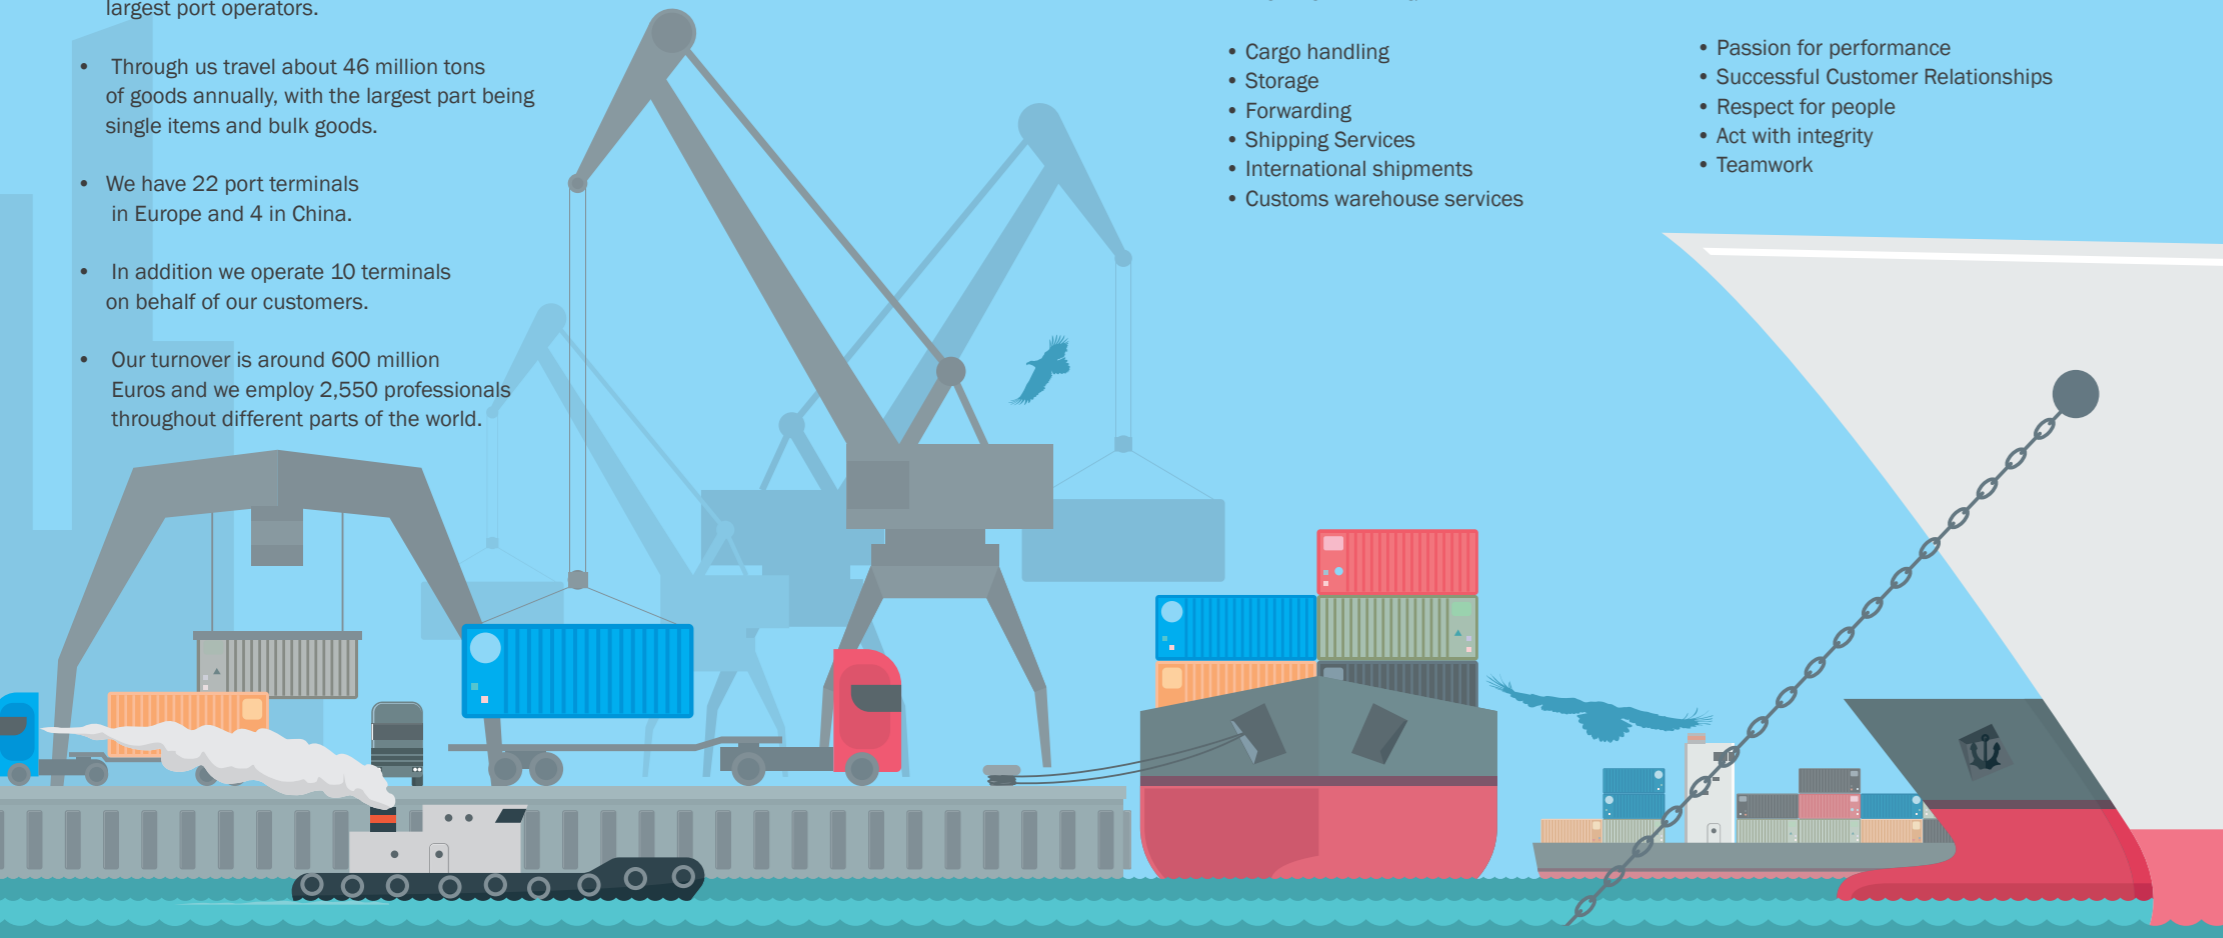 largest port operators.
• Through us travel about 46 million tons
of goods annually, with the largest part being
single items and bulk goods.
• We have 22 port terminals
in Europe and 4 in China.
• In addition we operate 10 terminals
on behalf of our customers.
• Our turnover is around 600 million
Euros and we employ 2,550 professionals
throughout different parts of the world.
• Cargo handling
• Storage
• Forwarding
• Shipping Services
• International shipments
• Customs warehouse services
• Passion for performance
• Successful Customer Relationships
• Respect for people
• Act with integrity
• Teamwork